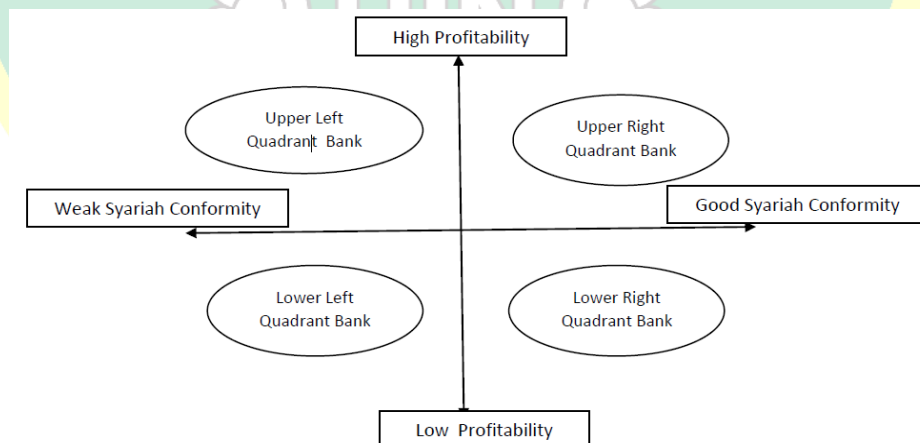 High Profitability
Upper Left
Quadrant Bank
Upper Right
Quadrant Bank
Weak Syariah Conformity
Good Syariah Conformity
Lower Left
Quadrant Bank
Lower Right
Quadrant Bank
Low Profitability